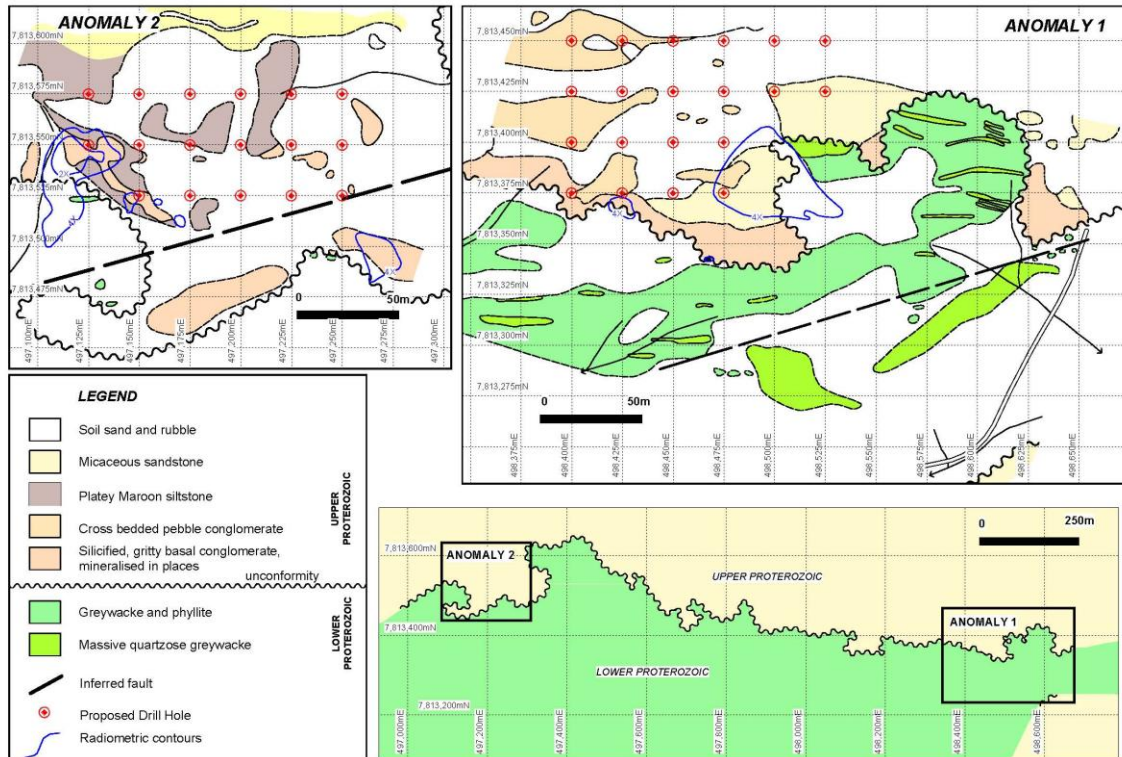 ANOMALY 2
7,813,600mN
7,813,575mN
7,813,550mN
7,813,525mN
7,813,500mN
7,813,475mN
2X
4X
4X
0 50m
497,100mE
497,125mE
497,150mE
497,175mE
497,200mE
497,225mE
497,250mE
497,275mE
497,300mE
ANOMALY 1
7,813,450mN
7,813,425mN
7,813,400mN
7,813,375mN
7,813,350mN
7,813,325mN
7,813,300mN
7,813,275mN
4X
4X
0 50m
498,375mE
498,400mE
498,425mE
498,450mE
498,475mE
498,500mE
498,525mE
498,550mE
498,575mE
498,600mE
498,625mE
498,650mE
LEGEND
Soil sand and rubble
Micaceous sandstone
Platey Maroon siltstone
Cross bedded pebble conglomerate
Silicified, gritty basal conglomerate,
mineralised in places
UPPER
PROTEROZOIC
unconformity
Greywacke and phyllite
Massive quartzose greywacke
LOWER
PROTEROZOIC
Inferred fault
Proposed Drill Hole
Radiometric contours
0 250m
7,813,600mN
ANOMALY 2
UPPER PROTEROZOIC
7,813,400mN
ANOMALY 1
LOWER PROTEROZOIC
7,813,200mN
497,000mE
497,200mE
497,400mE
497,600mE
497,800mE
498,000mE
498,200mE
498,400mE
498,600mE